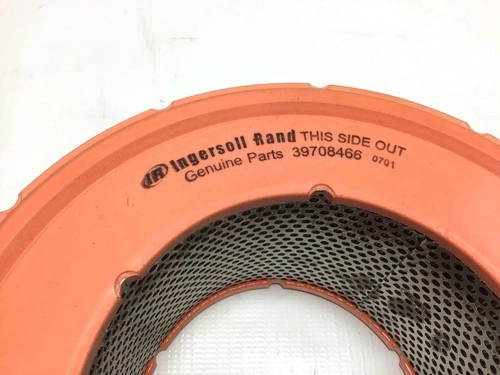 IR Ingersoll Rand THIS SIDE OUT
Genuine Parts 39708466 0701